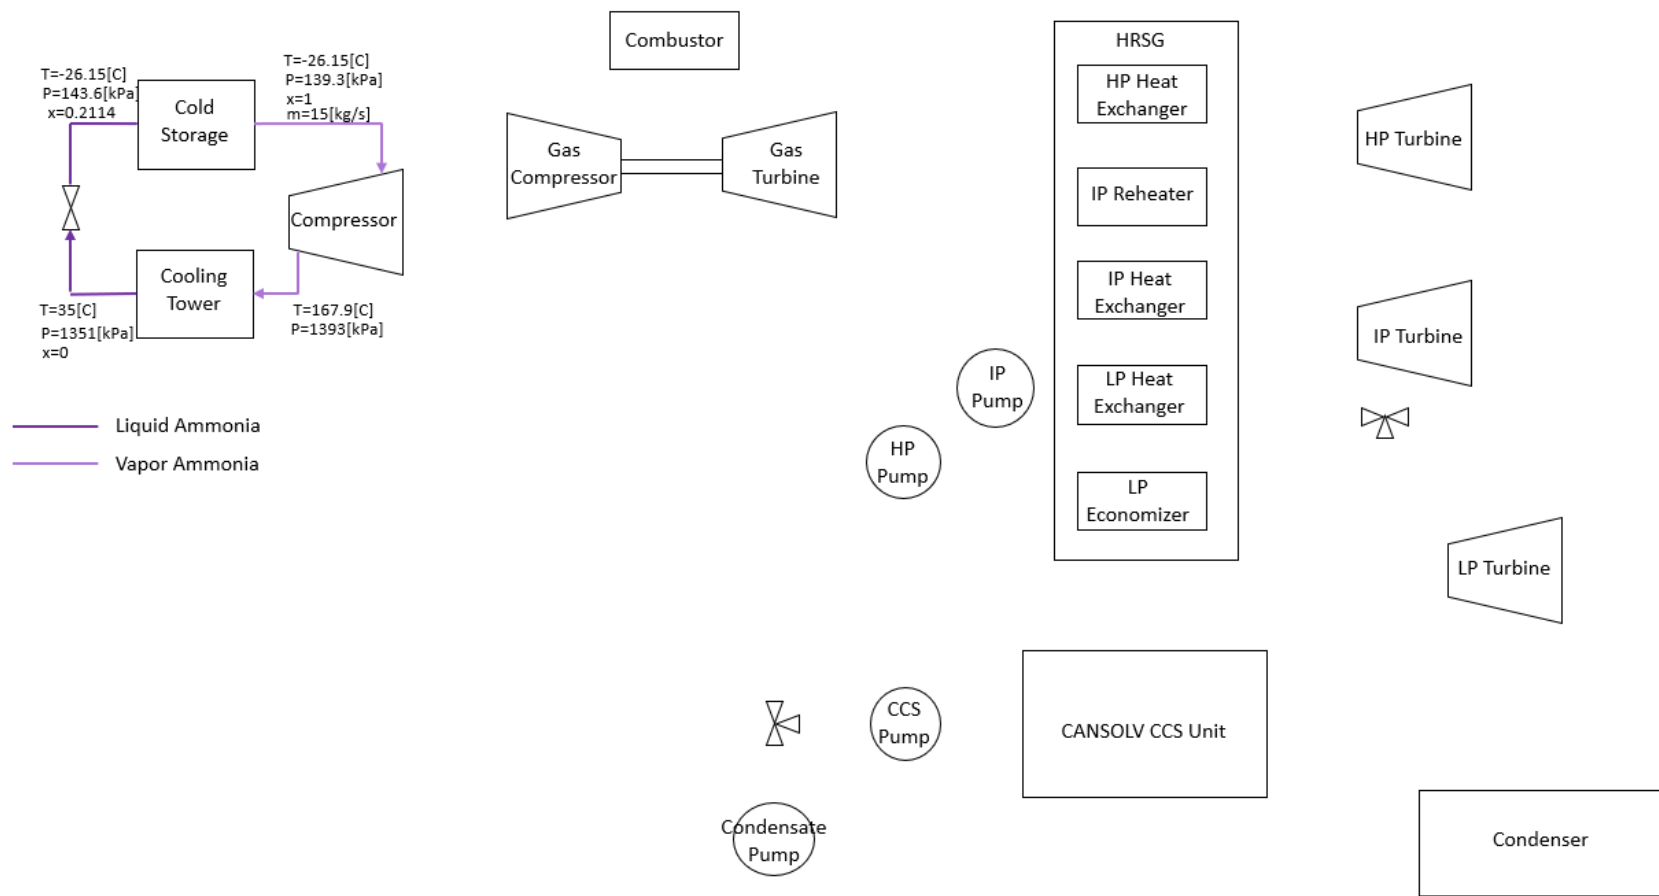 T=-26.15[C]
P=143.6[kPa]
x=0.2114
Cold
Storage
T=-26.15[C]
P=139.3[kPa]
x=1
m=15[kg/s]
Compressor
Cooling
Tower
T=35[C]
P=1351[kPa]
x=0
T=167.9[C]
P=1393[kPa]
Liquid Ammonia
Vapor Ammonia
Combustor
Gas
Compressor
Gas
Turbine
HRSG
HP Heat
Exchanger
IP Reheater
IP Heat
Exchanger
LP Heat
Exchanger
LP
Economizer
IP
Pump
HP
Pump
HP Turbine
IP Turbine
LP Turbine
CCS
Pump
CANSOLV CCS Unit
Condensate
Pump
Condenser